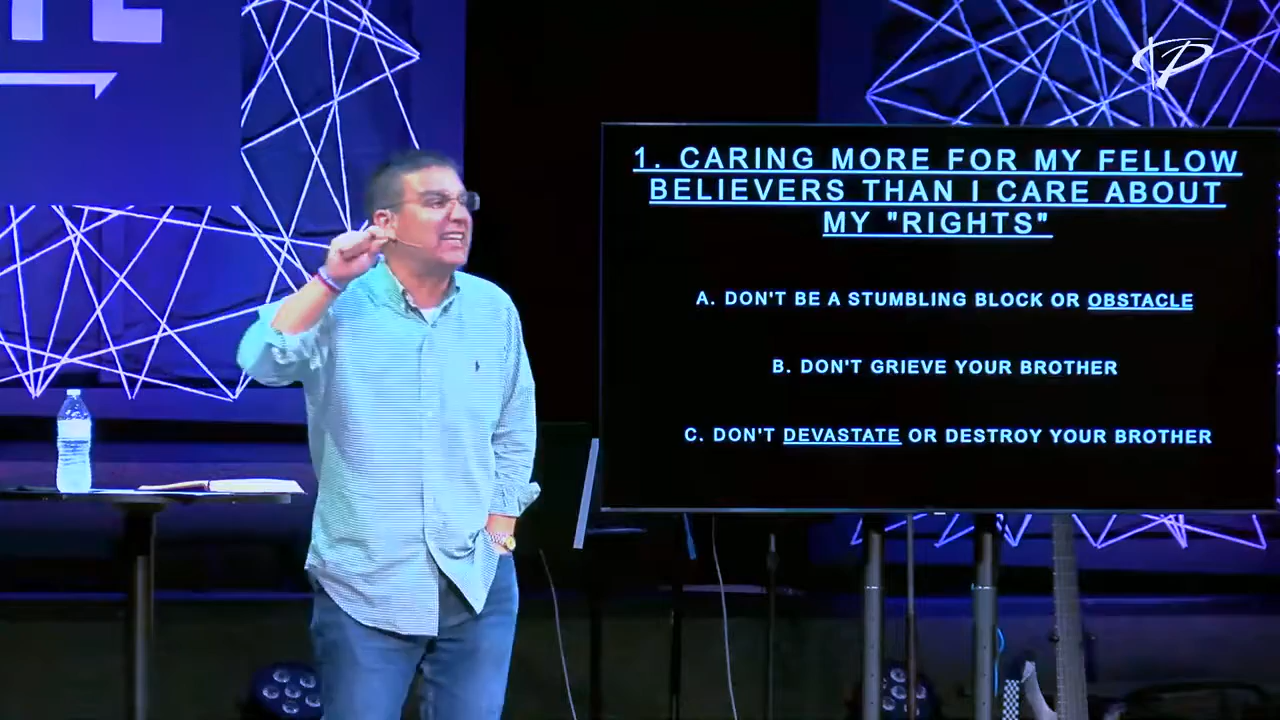 1. CARING MORE FOR MY FELLOW
BELIEVERS THAN I CARE ABOUT
MY "RIGHTS"
A. DON'T BE A STUMBLING BLOCK OR OBSTACLE
B. DON'T GRIEVE YOUR BROTHER
C. DON'T DEVASTATE OR DESTROY YOUR BROTHER